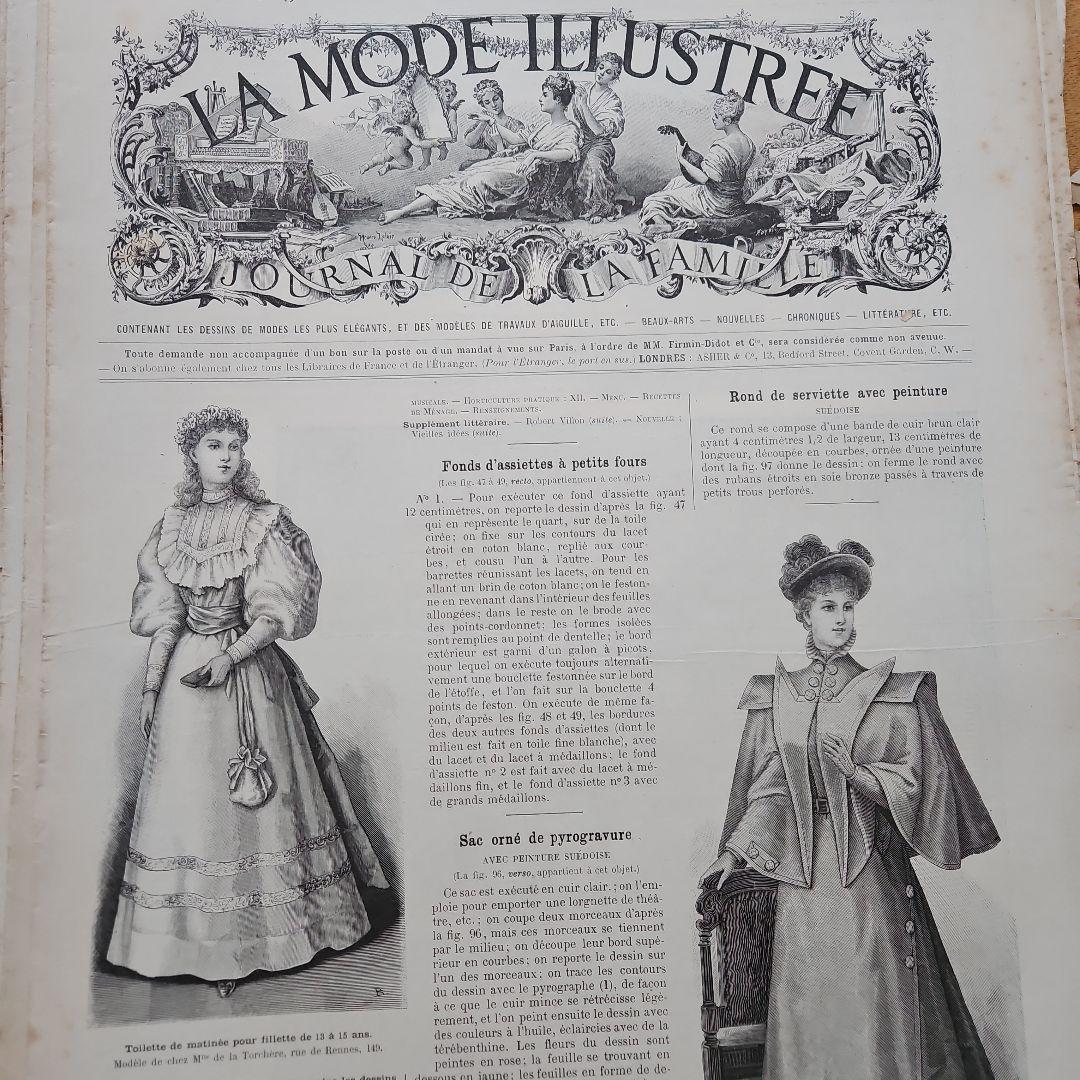 LA MODE ILLUSTRÉE
JOURNAL DE LA FAMILLE
CONTENANT LES DESSINS DE MODES LES PLUS ÉLÉGANTS, ET DES MODÈLES DE TRAVAUX D'AIGUILLE, ETC. — BEAUX-ARTS — NOUVELLES — CHRONIQUES — LITTÉRATURE, ETC.
Toute demande non accompagnée d'un bon sur la poste ou d'un mandat à vue sur Paris, à l'ordre de MM. Firmin-Didot et Cie, sera considérée comme non avenue.
— On s'abonne également chez tous les Libraires de France et de l'Étranger. (Pour l'Étranger, le port en sus.) LONDRES : ASHER & Co, 13, Bedford Street, Covent Garden, C. W. —
MUSICALE. — HORTICULTURE PRATIQUE : XII. — MENU. — RECETTES
DE MÉNAGE. — RENSEIGNEMENTS.
Supplément littéraire. — Robert Villon (suite). — NOUVELLE :
Vieilles idées (suite).
Fonds d'assiettes à petits fours
(Les fig. 47 à 49, recto, appartiennent à cet objet.)
No 1. — Pour exécuter ce fond d'assiette ayant
12 centimètres, on reporte le dessin d'après la fig. 47
qui en représente le quart, sur de la toile
cirée; on fixe sur les contours du lacet
étroit en coton blanc, replié aux cour-
bes, et cousu l'un à l'autre. Pour les
barrettes réunissant les lacets, on tend en
allant un brin de coton blanc; on le feston-
ne en revenant dans l'intérieur des feuilles
allongées; dans le reste on le brode avec
des points-cordonnet; les formes isolées
sont remplies au point de dentelle; le bord
extérieur est garni d'un galon à picots,
pour lequel on exécute toujours alternati-
vement une bouclette festonnée sur le bord
de l'étoffe, et l'on fait sur la bouclette 4
points de feston. On exécute de même fa-
çon, d'après les fig. 48 et 49, les bordures
des deux autres fonds d'assiettes (dont le
milieu est fait en toile fine blanche), avec
du lacet et du lacet à médaillons; le fond
d'assiette no 2 est fait avec du lacet à mé-
daillons fin, et le fond d'assiette no 3 avec
de grands médaillons.
Sac orné de pyrogravure
AVEC PEINTURE SUÉDOISE
(La fig. 96, verso, appartient à cet objet.)
Ce sac est exécuté en cuir clair.; on l'em-
ploie pour emporter une lorgnette de théâ-
tre, etc.; on coupe deux morceaux d'après
la fig. 96, mais ces morceaux se tiennent
par le milieu; on découpe leur bord supé-
rieur en courbes; on reporte le dessin sur
l'un des morceaux; on trace les contours
du dessin avec le pyrographe (1), de façon
à ce que le cuir mince se rétrécisse légè-
rement, et l'on peint ensuite le dessin avec
des couleurs à l'huile, éclaircies avec de la
térébenthine. Les fleurs du dessin sont
peintes en rose; la feuille se trouvant en
dessous en jaune; les feuilles en forme de de-
Rond de serviette avec peinture
SUÉDOISE
Ce rond se compose d'une bande de cuir brun clair
ayant 4 centimètres 1/2 de largeur, 13 centimètres de
longueur, découpée en courbes, ornée d'une peinture
dont la fig. 97 donne le dessin; on ferme le rond avec
des rubans étroits en soie bronze passés à travers de
petits trous perforés.
Toilette de matinée pour fillette de 13 à 15 ans.
Modèle de chez Mme de la Torchère, rue de Rennes, 149.
les dessins